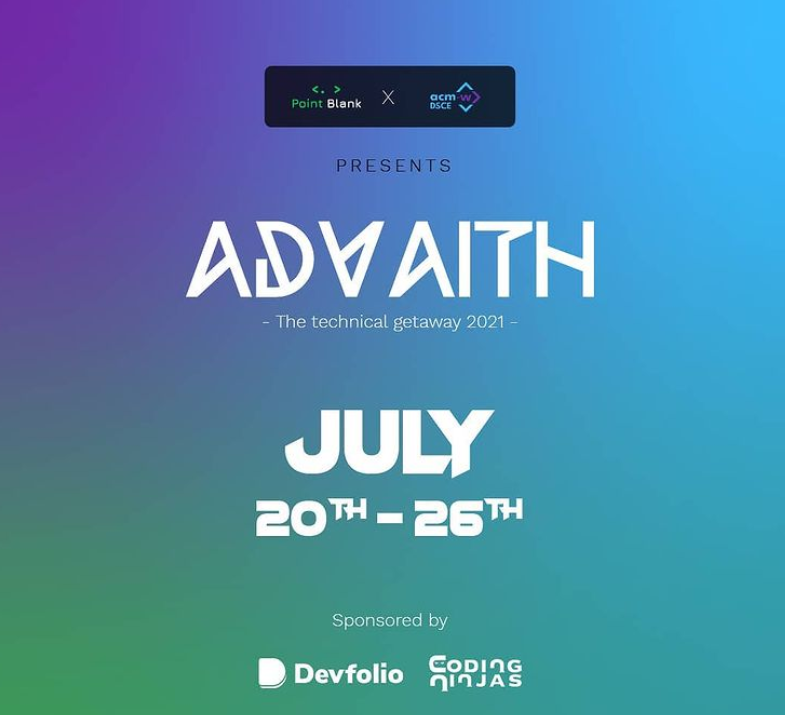 <. >
Point Blank X acm-w
DSCE
PRESENTS
ADVAITH
- The technical getaway 2021 -
JULY
20TH - 26TH
Sponsored by
Devfolio CODING
NINJAS